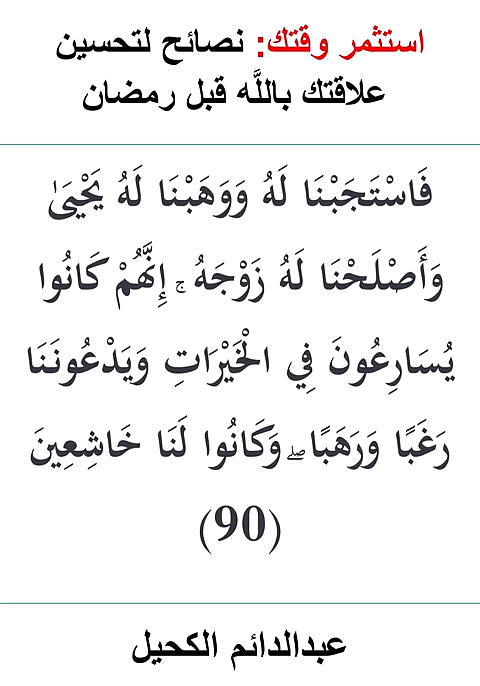 استثمر وقتك: نصائح لتحسين
علاقتك باللَّه قبل رمضان
فَاسْتَجَبْنَا لَهُ وَوَهَبْنَا لَهُ يَحْيَىٰ
وَأَصْلَحْنَا لَهُ زَوْجَهُ ۚ إِنَّهُمْ كَانُوا
يُسَارِعُونَ فِي الْخَيْرَاتِ وَيَدْعُونَنَا
رَغَبًا وَرَهَبًا ۖ وَكَانُوا لَنَا خَاشِعِينَ
(90)
عبدالدائم الكحيل